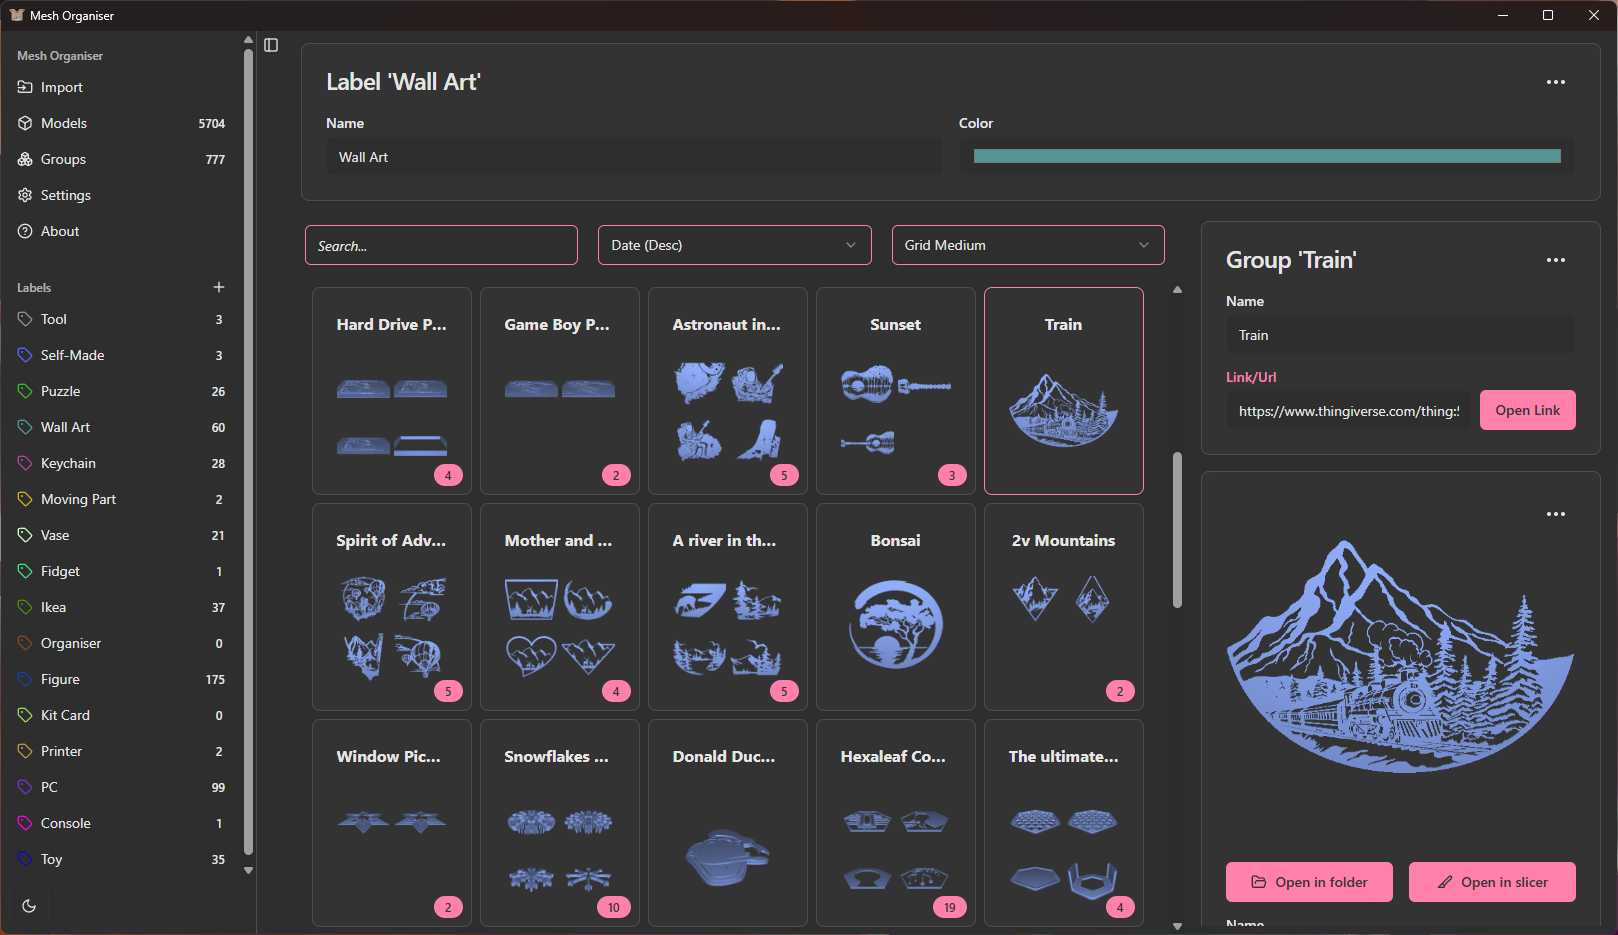 Mesh Organiser
Mesh Organiser
Import
Models 5704
Groups 777
Settings
About
Labels
Tool 3
Self-Made 3
Puzzle 26
Wall Art 60
Keychain 28
Moving Part 2
Vase 21
Fidget 1
Ikea 37
Organiser 0
Figure 175
Kit Card 0
Printer 2
PC 99
Console 1
Toy 35
Label 'Wall Art'
Name
Color
Wall Art
Search...
Date (Desc)
Grid Medium
Hard Drive P...
4
Game Boy P...
2
Astronaut in...
5
Sunset
3
Train
Spirit of Adv...
5
Mother and ...
4
A river in th...
5
Bonsai
2v Mountains
2
Window Pic...
2
Snowflakes ...
10
Donald Duc...
Hexaleaf Co...
19
The ultimate...
4
Group 'Train'
Name
Train
Link/Url
https://www.thingiverse.com/thing:5
Open Link
Open in folder
Open in slicer
Name